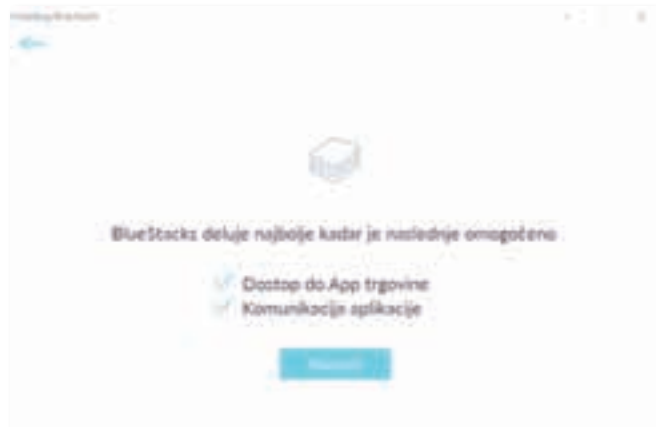 BlueStacks deluje najbolje kadar je naslednje omogočeno
Dostop do App trgovine
Komunikacija aplikacije